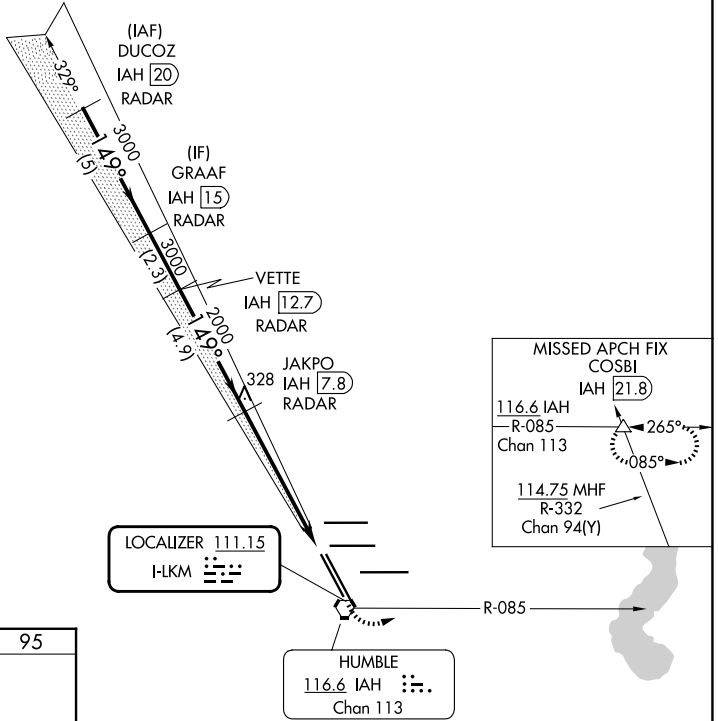 (IAF)
DUCOZ
IAH 20
RADAR
329°
3000
149°
(5)
(IF)
GRAAF
IAH 15
RADAR
3000
(2.3)
VETTE
IAH 12.7
RADAR
2000
149°
(4.9)
328
JAKPO
IAH 7.8
RADAR
MISSED APCH FIX
COSBI
IAH 21.8
116.6 IAH
R-085
Chan 113
265°
085°
114.75 MHF
R-332
Chan 94(Y)
LOCALIZER 111.15
I-LKM
R-085
HUMBLE
116.6 IAH
Chan 113
95